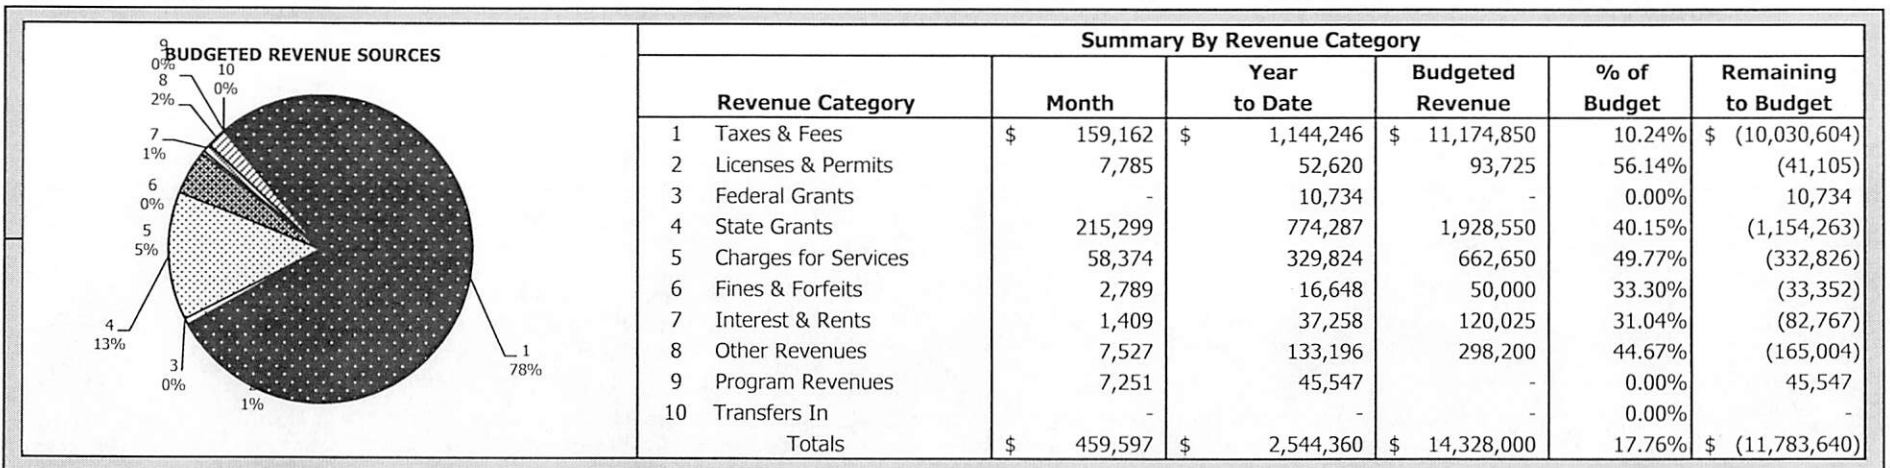 BUDGETED REVENUE SOURCES
9
0%
10
0%
8
2%
7
1%
6
0%
5
5%
4
13%
3
0%
1%
1
78%
Summary By Revenue Category
Revenue Category Month Year to Date Budgeted Revenue % of Budget Remaining to Budget
1 Taxes & Fees $ 159,162 $ 1,144,246 $ 11,174,850 10.24% $ (10,030,604)
2 Licenses & Permits 7,785 52,620 93,725 56.14% (41,105)
3 Federal Grants - 10,734 - 0.00% 10,734
4 State Grants 215,299 774,287 1,928,550 40.15% (1,154,263)
5 Charges for Services 58,374 329,824 662,650 49.77% (332,826)
6 Fines & Forfeits 2,789 16,648 50,000 33.30% (33,352)
7 Interest & Rents 1,409 37,258 120,025 31.04% (82,767)
8 Other Revenues 7,527 133,196 298,200 44.67% (165,004)
9 Program Revenues 7,251 45,547 - 0.00% 45,547
10 Transfers In - - - 0.00% -
Totals $ 459,597 $ 2,544,360 $ 14,328,000 17.76% $ (11,783,640)